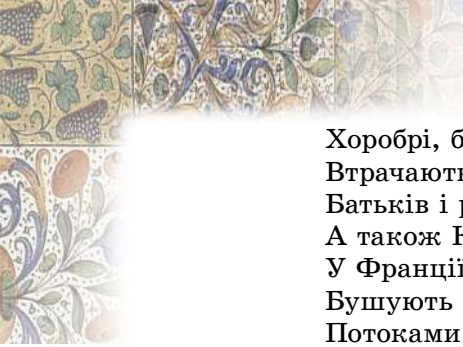 Хоробрі,
Втрачають
Батьків і
А також
У Франції
Бушують
Потоками